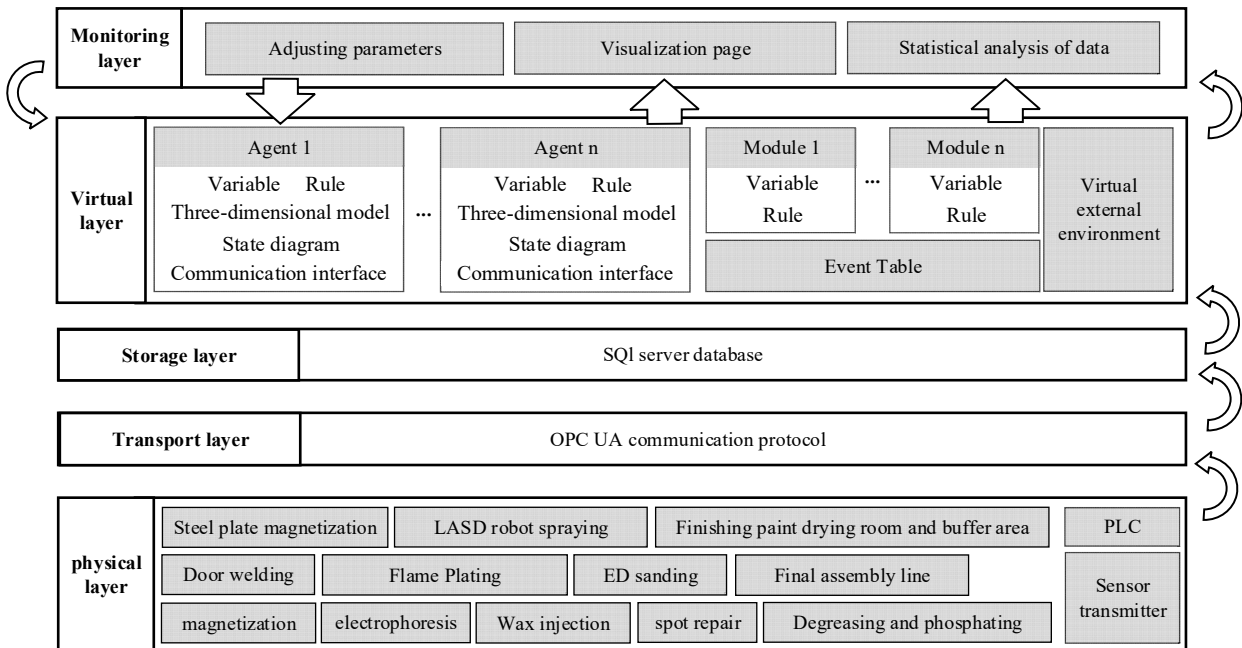 Monitoring
layer
Adjusting parameters
Visualization page
Statistical analysis of data
Virtual
layer
Agent 1
Variable Rule
Three-dimensional model
State diagram
Communication interface
...
Agent n
Variable Rule
Three-dimensional model
State diagram
Communication interface
Module 1
Variable
Rule
...
Module n
Variable
Rule
Event Table
Virtual
external
environment
Storage layer
SQl server database
Transport layer
OPC UA communication protocol
physical
layer
Steel plate magnetization
LASD robot spraying
Finishing paint drying room and buffer area
PLC
Door welding
Flame Plating
ED sanding
Final assembly line
Sensor
transmitter
magnetization
electrophoresis
Wax injection
spot repair
Degreasing and phosphating